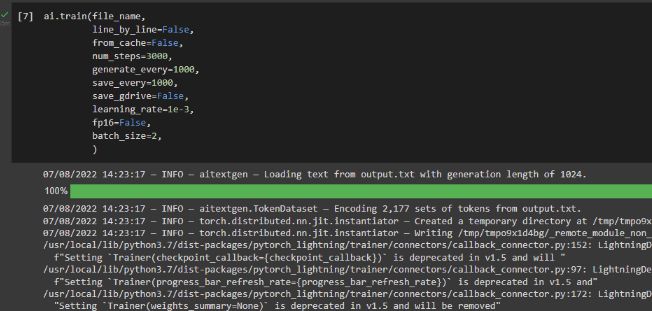 [7] ai.train(file_name,
line_by_line=False,
from_cache=False,
num_steps=3000,
generate_every=1000,
save_every=1000,
save_gdrive=False,
learning_rate=1e-3,
fp16=False,
batch_size=2,
)
07/08/2022 14:23:17 — INFO — aitextgen — Loading text from output.txt with generation length of 1024.
100%
07/08/2022 14:23:17 — INFO — aitextgen.TokenDataset — Encoding 2,177 sets of tokens from output.txt.
07/08/2022 14:23:17 — INFO — torch.distributed.nn.jit.instantiator — Created a temporary directory at /tmp/tmpo9x
07/08/2022 14:23:17 — INFO — torch.distributed.nn.jit.instantiator — Writing /tmp/tmpo9x1d4bg/_remote_module_non_
/usr/local/lib/python3.7/dist-packages/pytorch_lightning/trainer/connectors/callback_connector.py:152: LightningDe
f"Setting `Trainer(checkpoint_callback={checkpoint_callback})` is deprecated in v1.5 and will "
/usr/local/lib/python3.7/dist-packages/pytorch_lightning/trainer/connectors/callback_connector.py:97: LightningDep
f"Setting `Trainer(progress_bar_refresh_rate={progress_bar_refresh_rate})` is deprecated in v1.5 and"
/usr/local/lib/python3.7/dist-packages/pytorch_lightning/trainer/connectors/callback_connector.py:172: LightningDe
"Setting `Trainer(weights_summary=None)` is deprecated in v1.5 and will be removed"